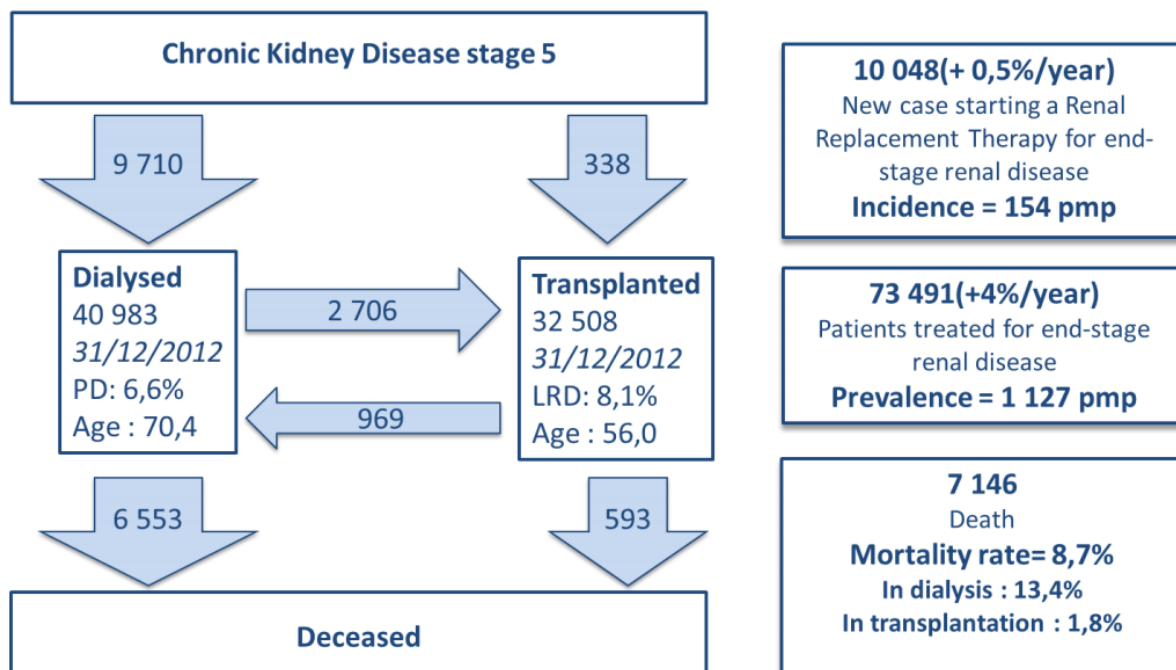 Chronic Kidney Disease stage 5
9 710
338
Dialysed
40 983
31/12/2012
PD: 6,6%
Age : 70,4
2 706
969
Transplanted
32 508
31/12/2012
LRD: 8,1%
Age : 56,0
6 553
593
Deceased
10 048(+ 0,5%/year)
New case starting a Renal
Replacement Therapy for end-
stage renal disease
Incidence = 154 pmp
73 491(+4%/year)
Patients treated for end-stage
renal disease
Prevalence = 1 127 pmp
7 146
Death
Mortality rate= 8,7%
In dialysis : 13,4%
In transplantation : 1,8%